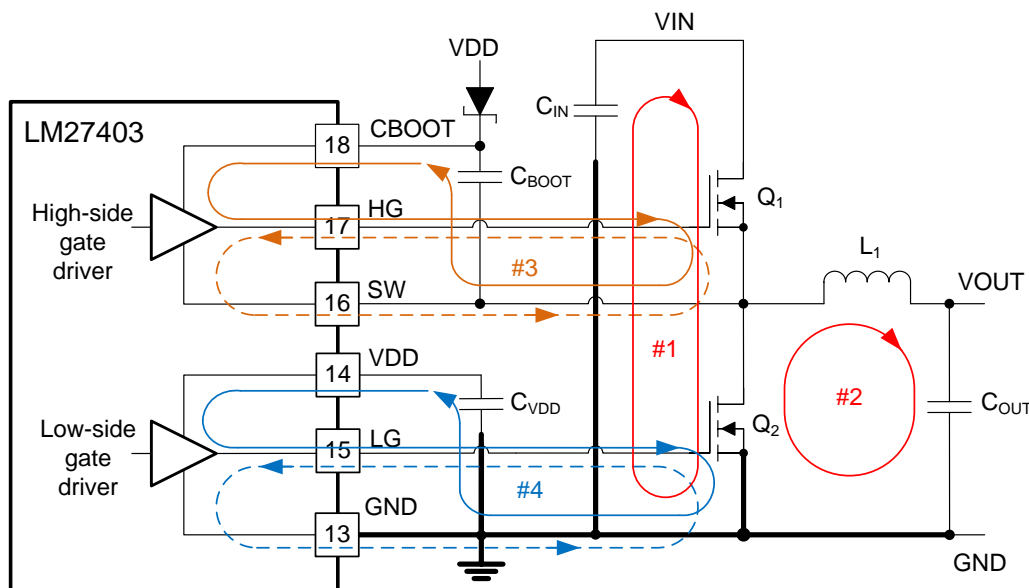 VIN
VDD
LM27403
CBOOT
18
CIN
CBOOT
High-side
gate
driver
HG
17
Q1
#3
L1
VOUT
SW
16
#1
#2
VDD
14
CVDD
COUT
Low-side
gate
driver
LG
15
Q2
#4
GND
13
GND